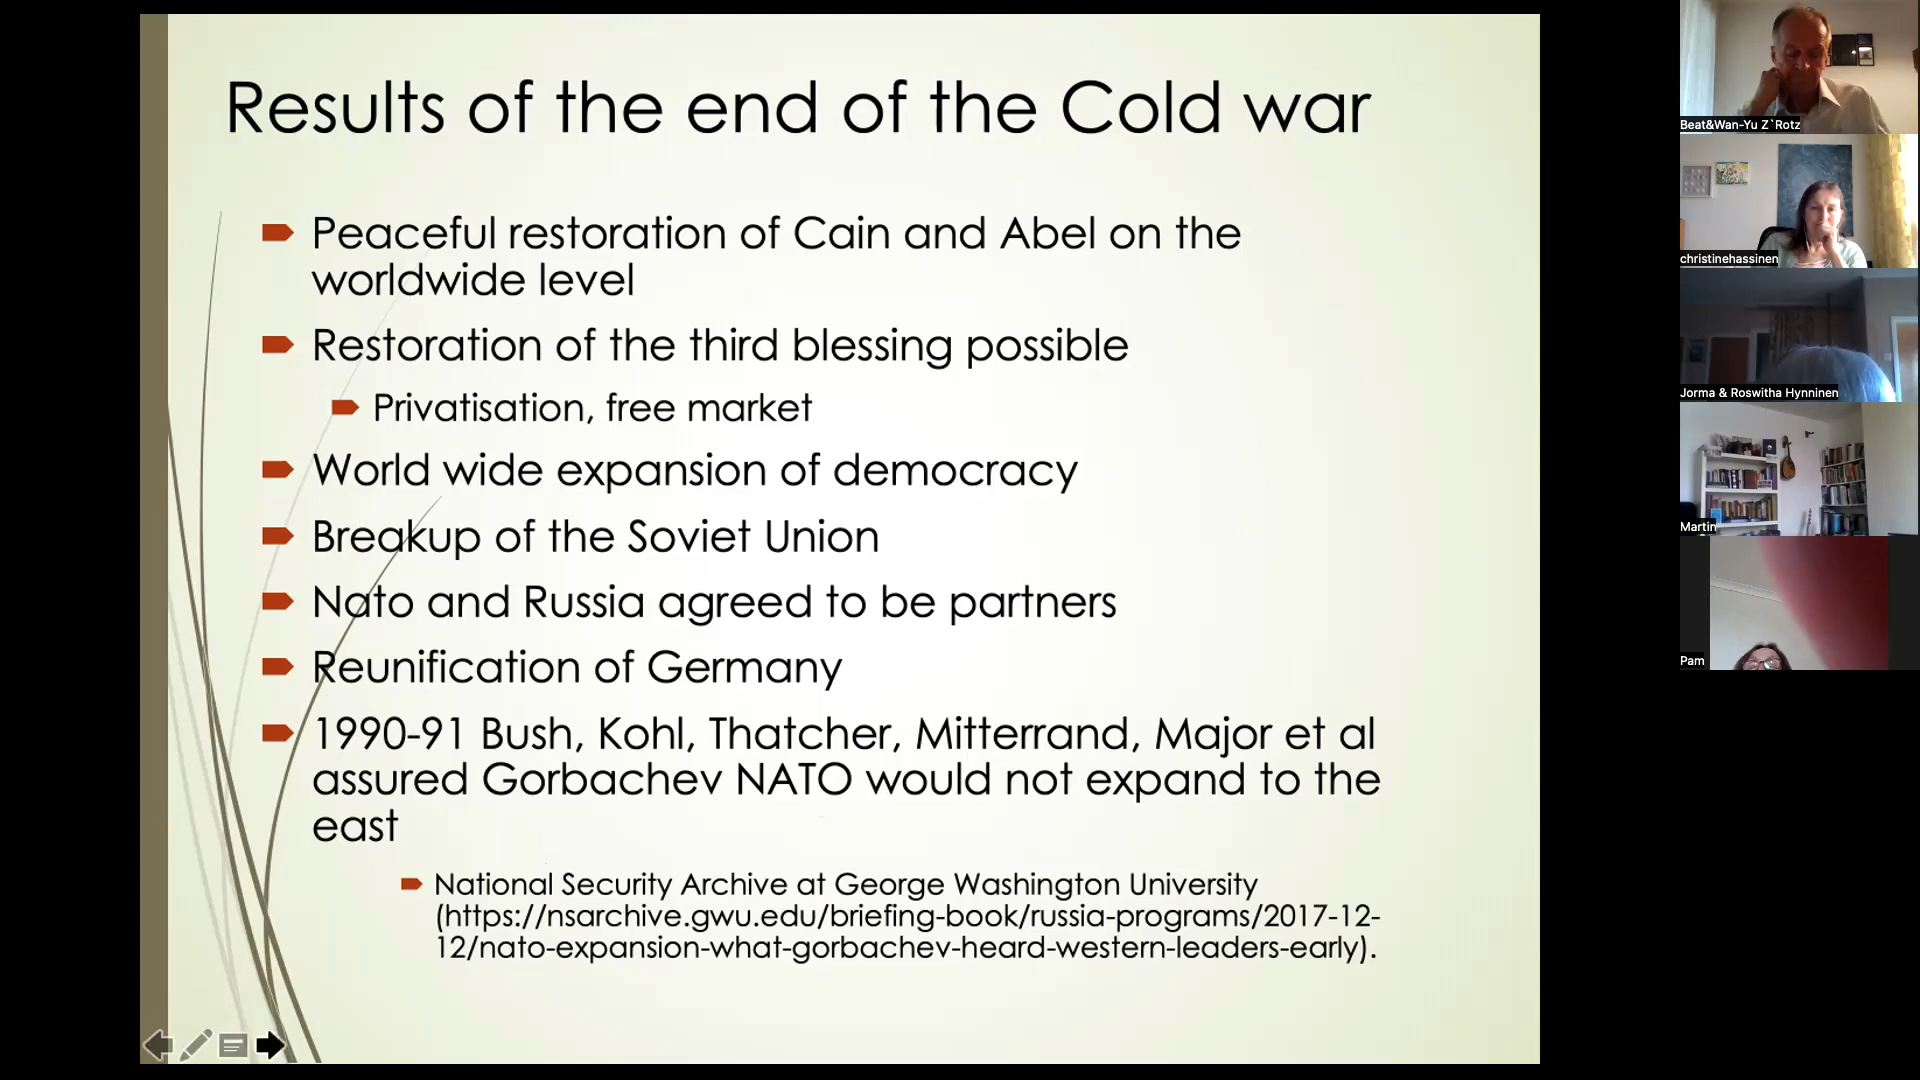 Results of the end of the Cold war
Peaceful restoration of Cain and Abel on the
worldwide level
Restoration of the third blessing possible
Privatisation, free market
World wide expansion of democracy
Breakup of the Soviet Union
Nato and Russia agreed to be partners
Reunification of Germany
1990-91 Bush, Kohl, Thatcher, Mitterrand, Major et al
assured Gorbachev NATO would not expand to the
east
National Security Archive at George Washington University
(https://nsarchive.gwu.edu/briefing-book/russia-programs/2017-12-
12/nato-expansion-what-gorbachev-heard-western-leaders-early).
Beat&Wan-Yu Z`Rotz
christinehassinen
Jorma & Roswitha Hynninen
Martin
Pam